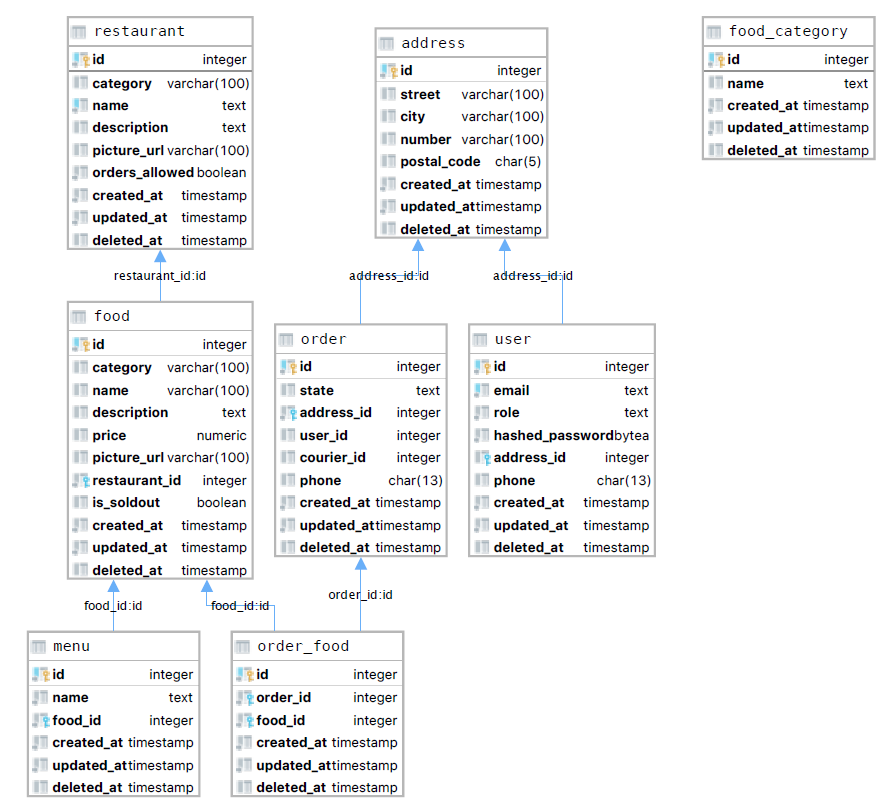 restaurant
id integer
category varchar(100)
name text
description text
picture_url varchar(100)
orders_allowed boolean
created_at timestamp
updated_at timestamp
deleted_at timestamp
address
id integer
street varchar(100)
city varchar(100)
number varchar(100)
postal_code char(5)
created_at timestamp
updated_at timestamp
deleted_at timestamp
food_category
id integer
name text
created_at timestamp
updated_at timestamp
deleted_at timestamp
restaurant_id:id
address_id:id
address_id:id
food
id integer
category varchar(100)
name varchar(100)
description text
price numeric
picture_url varchar(100)
restaurant_id integer
is_soldout boolean
created_at timestamp
updated_at timestamp
deleted_at timestamp
order
id integer
state text
address_id integer
user_id integer
courier_id integer
phone char(13)
created_at timestamp
updated_at timestamp
deleted_at timestamp
user
id integer
email text
role text
hashed_password bytea
address_id integer
phone char(13)
created_at timestamp
updated_at timestamp
deleted_at timestamp
food_id:id
food_id:id
order_id:id
menu
id integer
name text
food_id integer
created_at timestamp
updated_at timestamp
deleted_at timestamp
order_food
id integer
order_id integer
food_id integer
created_at timestamp
updated_at timestamp
deleted_at timestamp